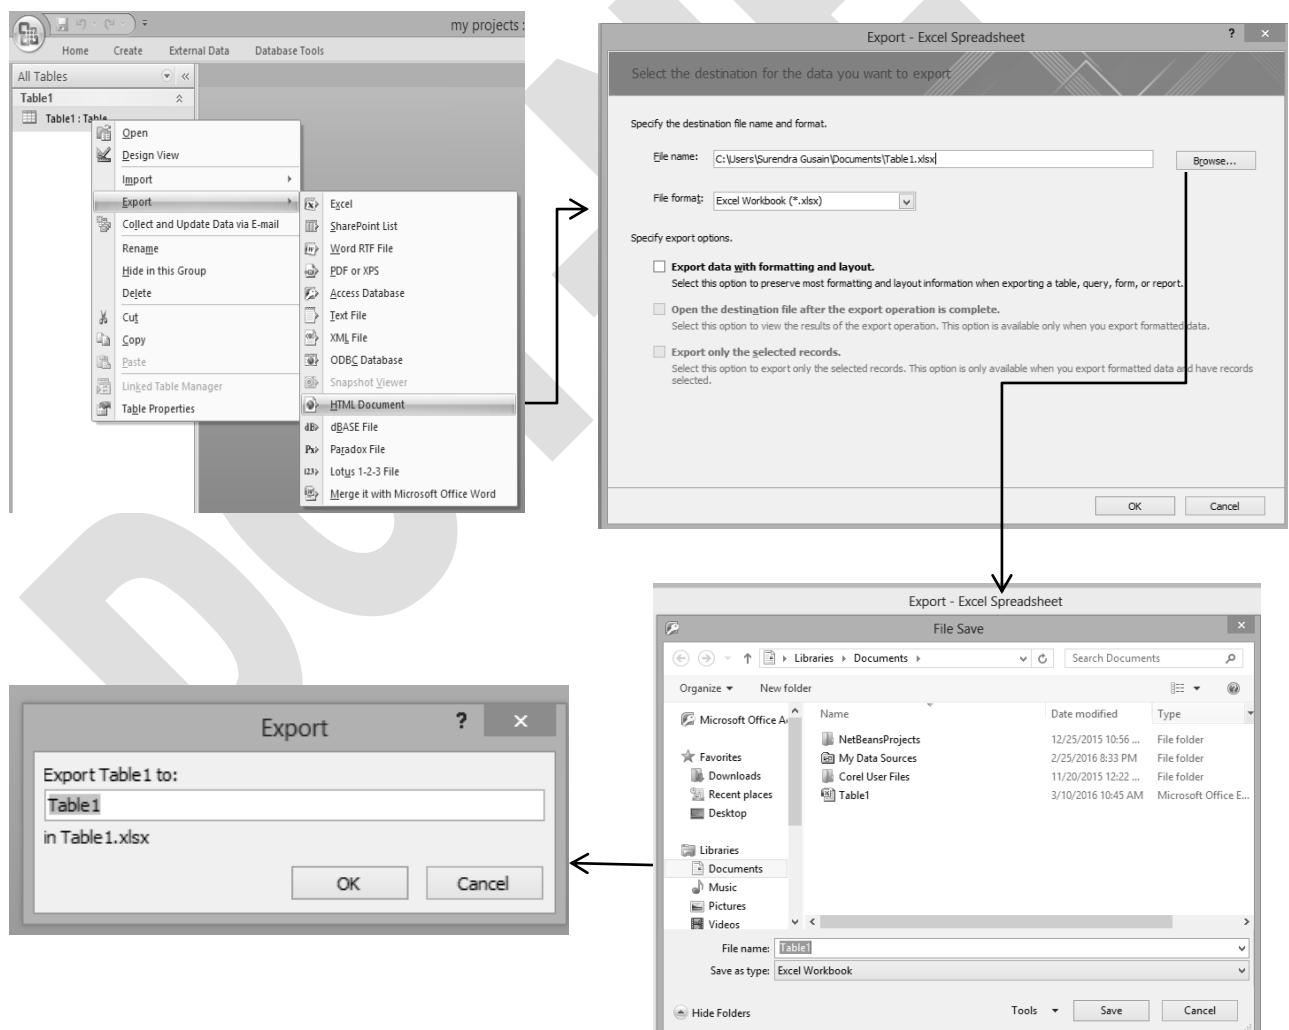 my projects :
Home Create External Data Database Tools
All Tables
Table1
Table1 : Table
Open
Design View
Import
Export
Collect and Update Data via E-mail
Rename
Hide in this Group
Delete
Cut
Copy
Paste
Linked Table Manager
Table Properties
Excel
SharePoint List
Word RTF File
PDF or XPS
Access Database
Text File
XML File
ODBC Database
Snapshot Viewer
HTML Document
dBASE File
Paradox File
Lotus 1-2-3 File
Merge it with Microsoft Office Word
Export - Excel Spreadsheet
Select the destination for the data you want to export
Specify the destination file name and format.
File name: C:\Users\Surendra Gusain\Documents\Table1.xlsx Browse...
File format: Excel Workbook (*.xlsx)
Specify export options.
Export data with formatting and layout.
Select this option to preserve most formatting and layout information when exporting a table, query, form, or report.
Open the destination file after the export operation is complete.
Select this option to view the results of the export operation. This option is available only when you export formatted data.
Export only the selected records.
Select this option to export only the selected records. This option is only available when you export formatted data and have records
selected.
OK Cancel
Export - Excel Spreadsheet
File Save
Libraries Documents Search Documents
Organize New folder
Microsoft Office A
Favorites
Downloads
Recent places
Desktop
Libraries
Documents
Music
Pictures
Videos
Name Date modified Type
NetBeansProjects 12/25/2015 10:56 ... File folder
My Data Sources 2/25/2016 8:33 PM File folder
Corel User Files 11/20/2015 12:22 ... File folder
Table1 3/10/2016 10:45 AM Microsoft Office E...
File name: Table1
Save as type: Excel Workbook
Hide Folders Tools Save Cancel
Export ?
Export Table1 to:
Table1
in Table1.xlsx
OK Cancel